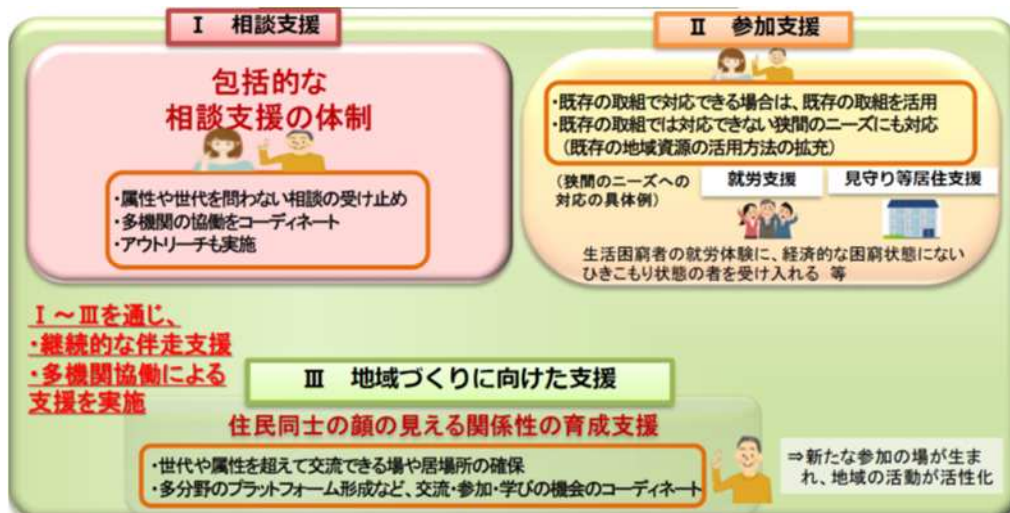 Ⅰ 相談支援
包括的な
相談支援の体制
・属性や世代を問わない相談の受け止め
・多機関の協働をコーディネート
・アウトリーチも実施
Ⅱ 参加支援
・既存の取組で対応できる場合は、既存の取組を活用
・既存の取組では対応できない狭間のニーズにも対応
（既存の地域資源の活用方法の拡充）
（狭間のニーズへの
対応の具体例）
就労支援
見守り等居住支援
生活困窮者の就労体験に、経済的な困窮状態にない
ひきこもり状態の者を受け入れる 等
Ⅰ～Ⅲを通じ、
・継続的な伴走支援
・多機関協働による
支援を実施
Ⅲ 地域づくりに向けた支援
住民同士の顔の見える関係性の育成支援
・世代や属性を超えて交流できる場や居場所の確保
・多分野のプラットフォーム形成など、交流・参加・学びの機会のコーディネート
⇒新たな参加の場が生ま
れ、地域の活動が活性化